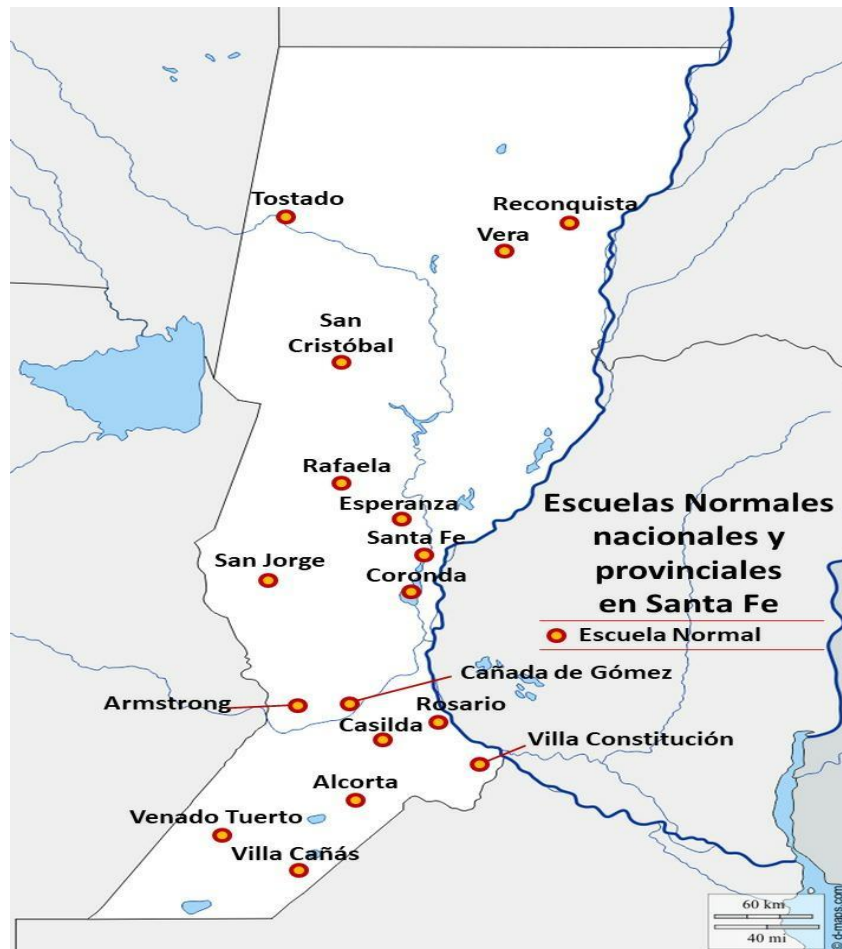 Tostado
Reconquista
Vera
San
Cristóbal
Rafaela
Esperanza
Santa Fe
San Jorge
Coronda
Escuelas Normales
nacionales y
provinciales
en Santa Fe
Escuela Normal
Cañada de Gómez
Armstrong
Rosario
Casilda
Villa Constitución
Alcorta
Venado Tuerto
Villa Cañás
60 km
40 mi
© d-maps.com